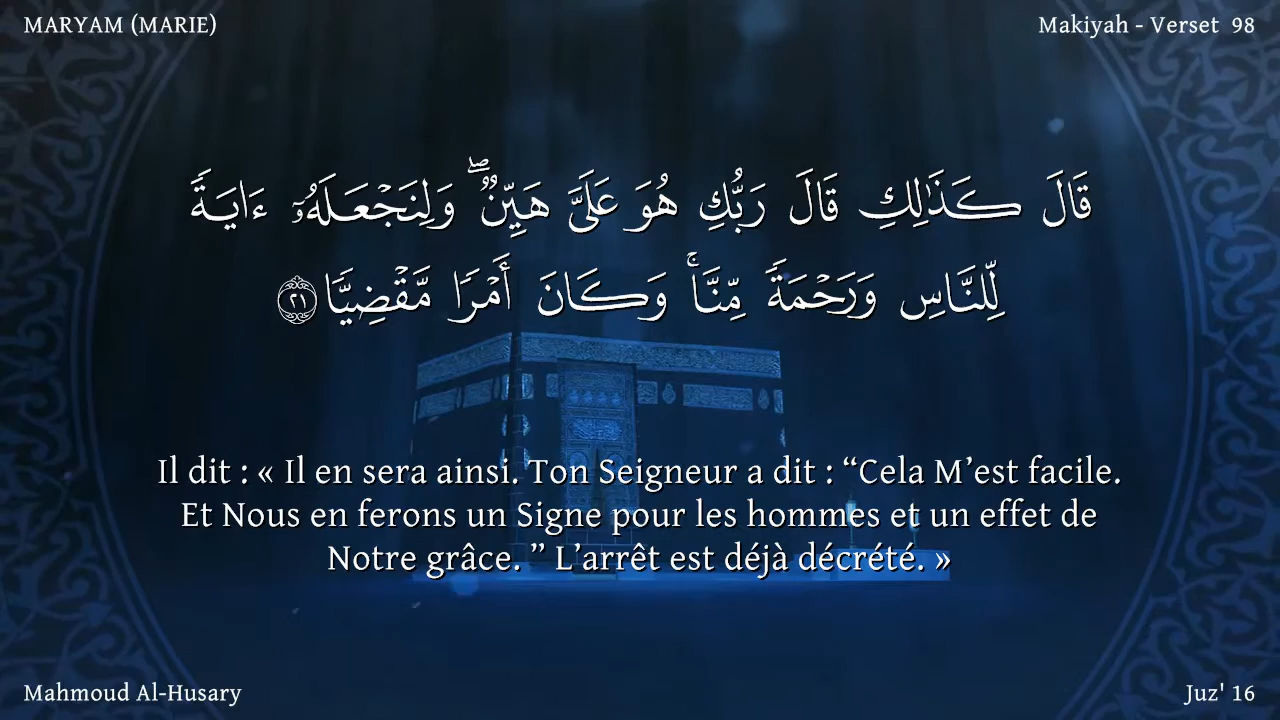 MARYAM (MARIE)
Makiyah - Verset 98
قَالَ كَذَٰلِكِ قَالَ رَبُّكِ هُوَ عَلَىَّ هَيِّنٌۭ ۖ وَلِنَجْعَلَهُۥٓ ءَايَةًۭ
لِّلنَّاسِ وَرَحْمَةًۭ مِّنَّا ۚ وَكَانَ أَمْرًۭا مَّقْضِيًّۭا ٢١
Il dit : « Il en sera ainsi. Ton Seigneur a dit : “Cela M’est facile.
Et Nous en ferons un Signe pour les hommes et un effet de
Notre grâce. ” L’arrêt est déjà décrété. »
Mahmoud Al-Husary
Juz' 16